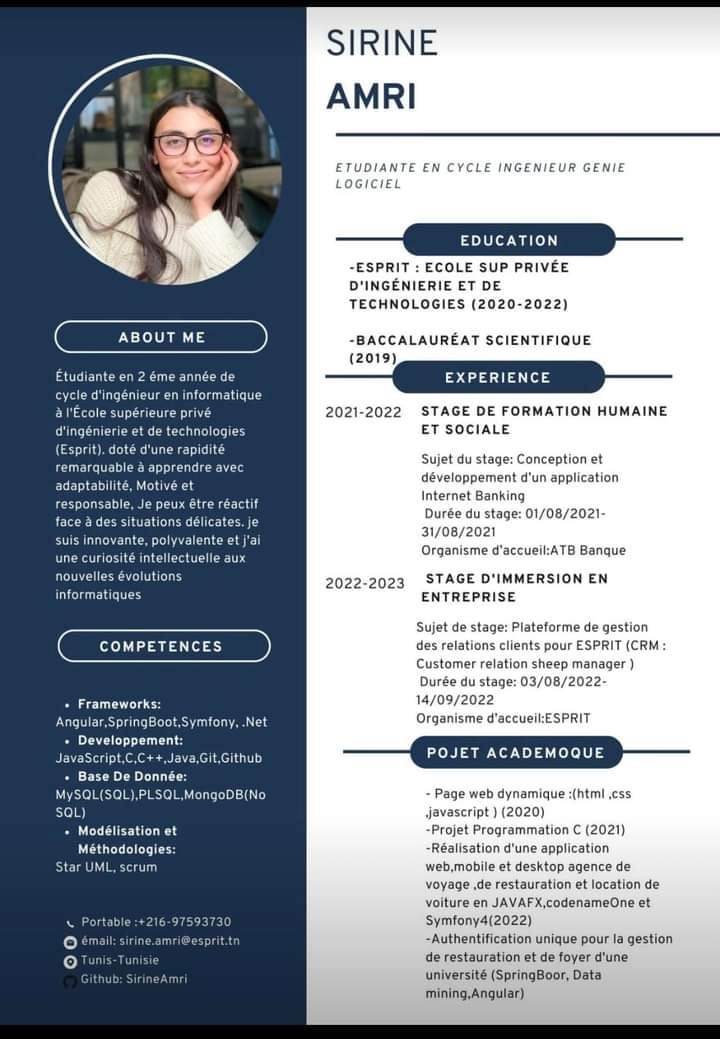 SIRINE
AMRI
ETUDIANTE EN CYCLE INGENIEUR GENIE
LOGICIEL
ABOUT ME
Étudiante en 2 éme année de
cycle d'ingénieur en informatique
à l'École supérieure privé
d'ingénierie et de technologies
(Esprit). doté d'une rapidité
remarquable à apprendre avec
adaptabilité, Motivé et
responsable, Je peux être réactif
face à des situations délicates. je
suis innovante, polyvalente et j'ai
une curiosité intellectuelle aux
nouvelles évolutions
informatiques
COMPETENCES
• Frameworks:
Angular,SpringBoot,Symfony, .Net
• Developpement:
JavaScript,C,C++,Java,Git,Github
• Base De Donnée:
MySQL(SQL),PLSQL,MongoDB(No
SQL)
• Modélisation et
Méthodologies:
Star UML, scrum
Portable :+216-97593730
émail: sirine.amri@esprit.tn
Tunis-Tunisie
Github: SirineAmri
EDUCATION
-ESPRIT : ECOLE SUP PRIVÉE
D'INGÉNIERIE ET DE
TECHNOLOGIES (2020-2022)
-BACCALAURÉAT SCIENTIFIQUE
(2019)
EXPERIENCE
2021-2022 STAGE DE FORMATION HUMAINE
ET SOCIALE
Sujet du stage: Conception et
développement d'un application
Internet Banking
Durée du stage: 01/08/2021-
31/08/2021
Organisme d'accueil:ATB Banque
2022-2023 STAGE D'IMMERSION EN
ENTREPRISE
Sujet de stage: Plateforme de gestion
des relations clients pour ESPRIT (CRM :
Customer relation sheep manager )
Durée du stage: 03/08/2022-
14/09/2022
Organisme d'accueil:ESPRIT
POJET ACADEMOQUE
- Page web dynamique :(html ,css
,javascript ) (2020)
-Projet Programmation C (2021)
-Réalisation d'une application
web,mobile et desktop agence de
voyage ,de restauration et location de
voiture en JAVAFX,codenameOne et
Symfony4(2022)
-Authentification unique pour la gestion
de restauration et de foyer d'une
université (SpringBoor, Data
mining,Angular)